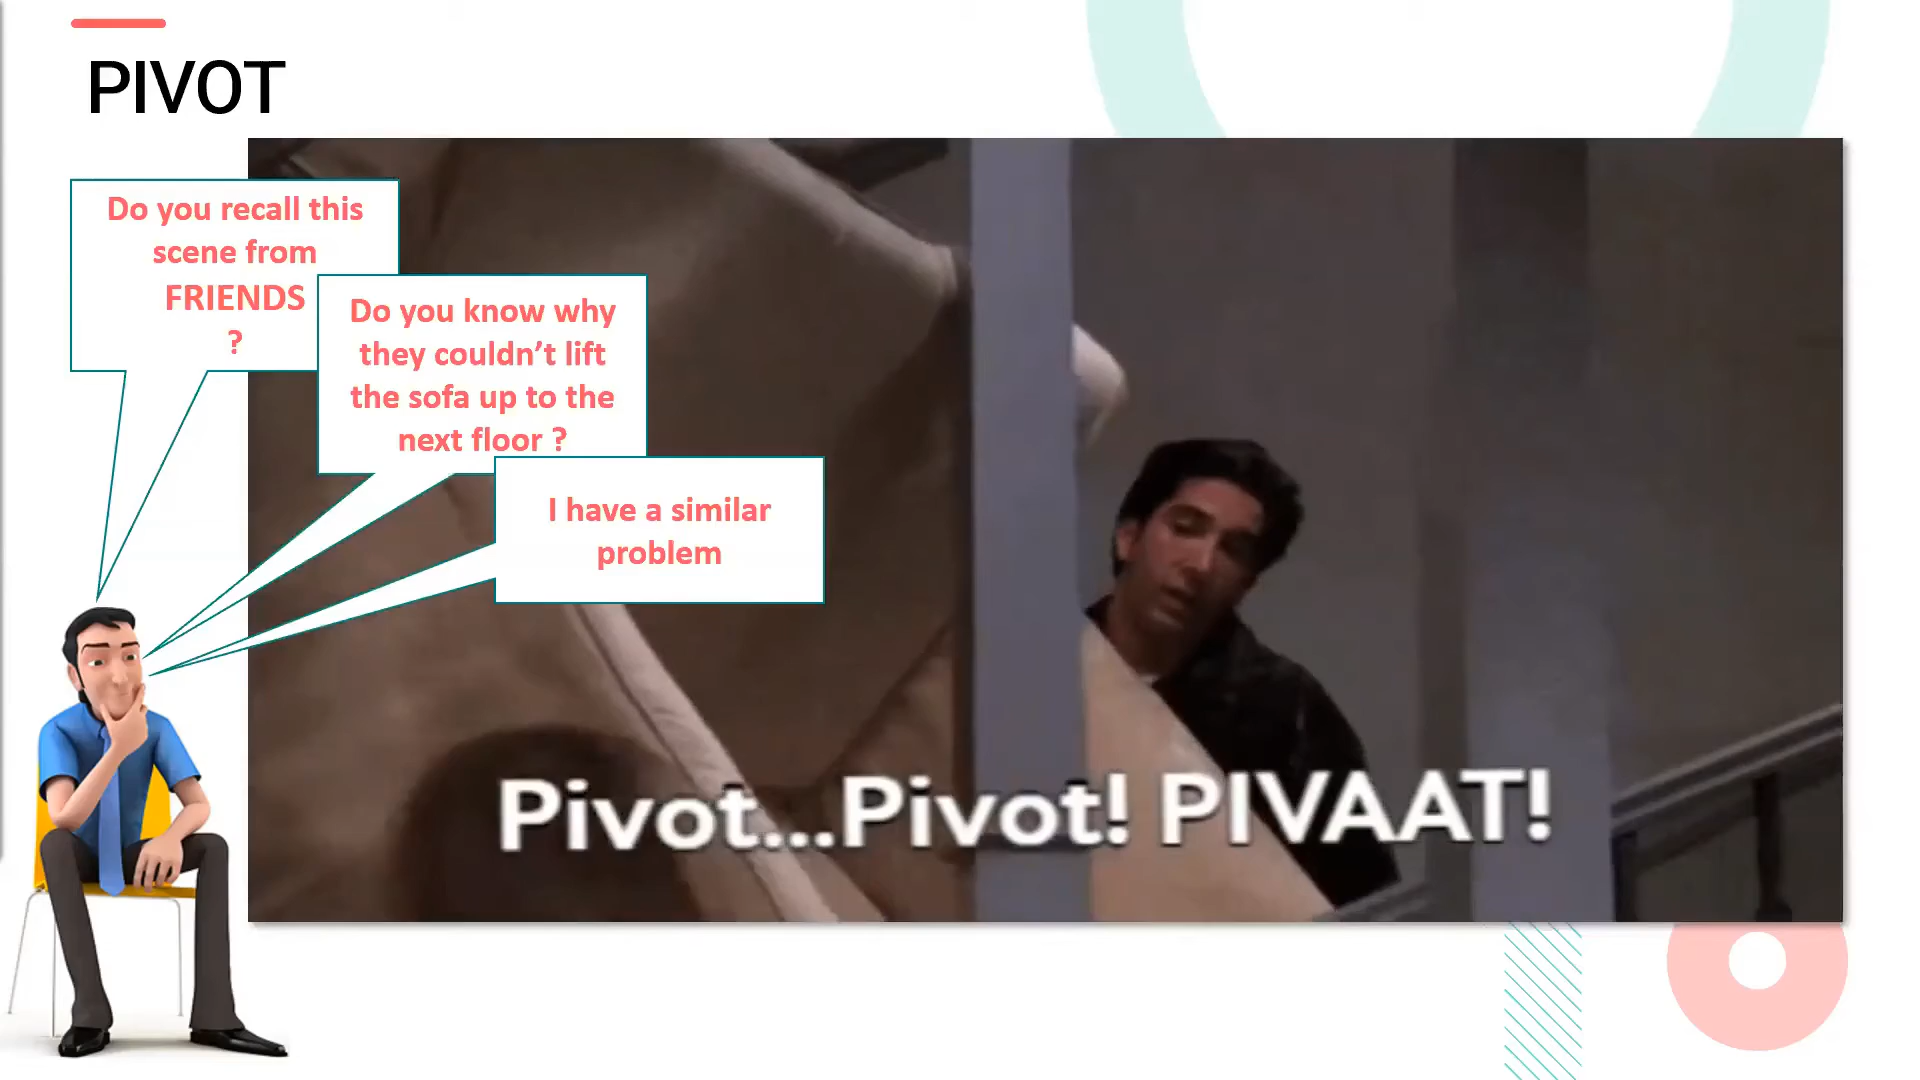 PIVOT
Do you recall this
scene from
FRIENDS
?
Do you know why
they couldn’t lift
the sofa up to the
next floor ?
I have a similar
problem
Pivot...Pivot! PIVAAT!